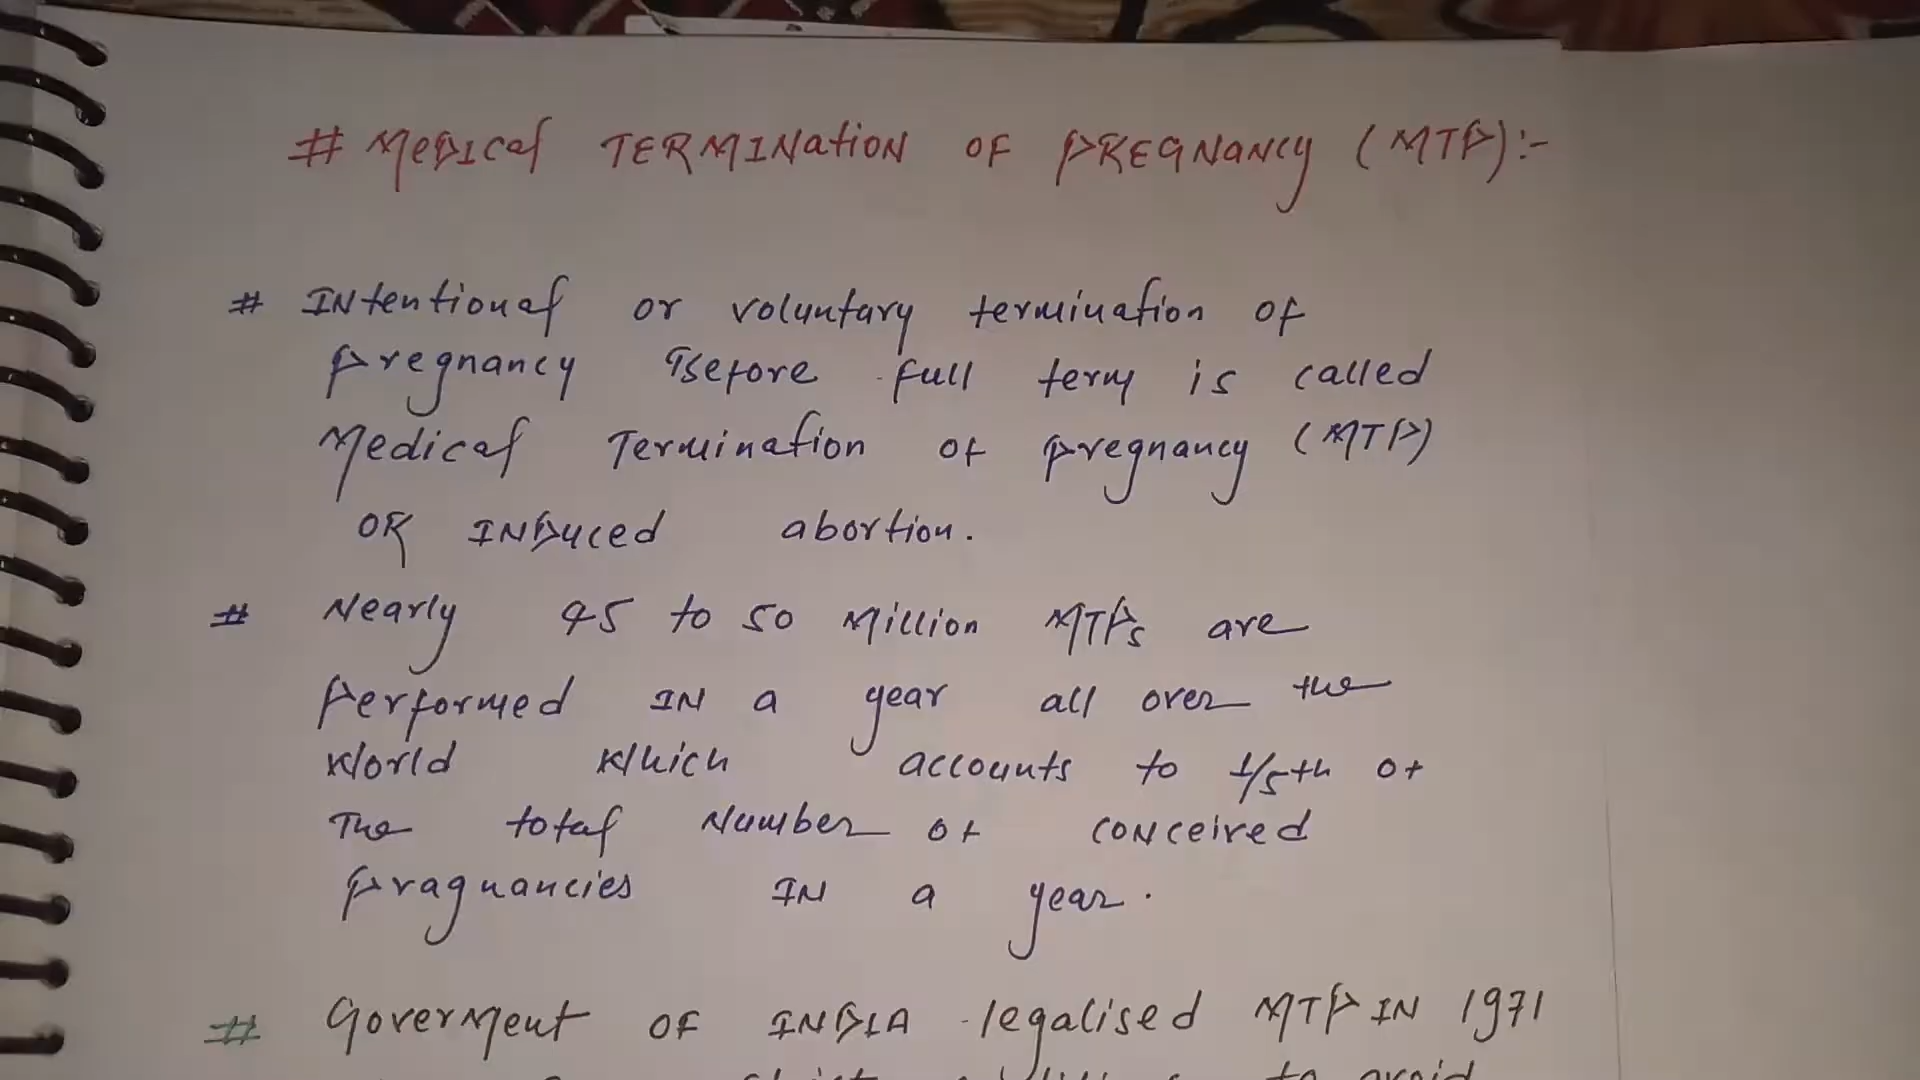 # MEDICal TERMINatiON OF PREGNANCY (MTP):-
# INtentional or voluntary termination of
pregnancy Before full term is called
Medical Termination of pregnancy (MTP)
OR INDuced abortion.
# Nearly 45 to 50 Million MTPs are
Performed IN a year all over the
World Which accounts to 1/5th of
The total Number of CONceived
pragnancies IN a year.
# GoverMent OF INDIA legalised MTP IN 1971
to avoid